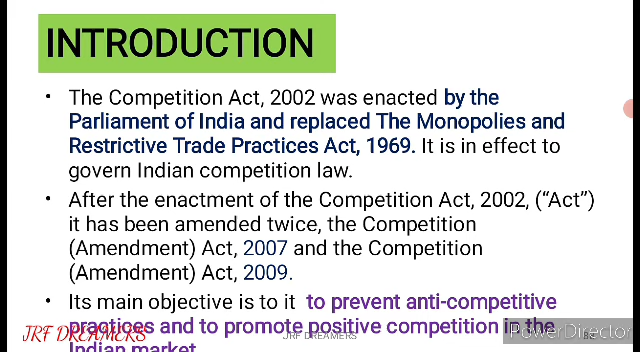 INTRODUCTION
• The Competition Act, 2002 was enacted by the
Parliament of India and replaced The Monopolies and
Restrictive Trade Practices Act, 1969. It is in effect to
govern Indian competition law.
• After the enactment of the Competition Act, 2002, (“Act”)
it has been amended twice, the Competition
(Amendment) Act, 2007 and the Competition
(Amendment) Act, 2009.
• Its main objective is to it to prevent anti-competitive
practices and to promote positive competition in the
Indian market
JRF DREAMERS
JRF DREAMERS
PowerDirector